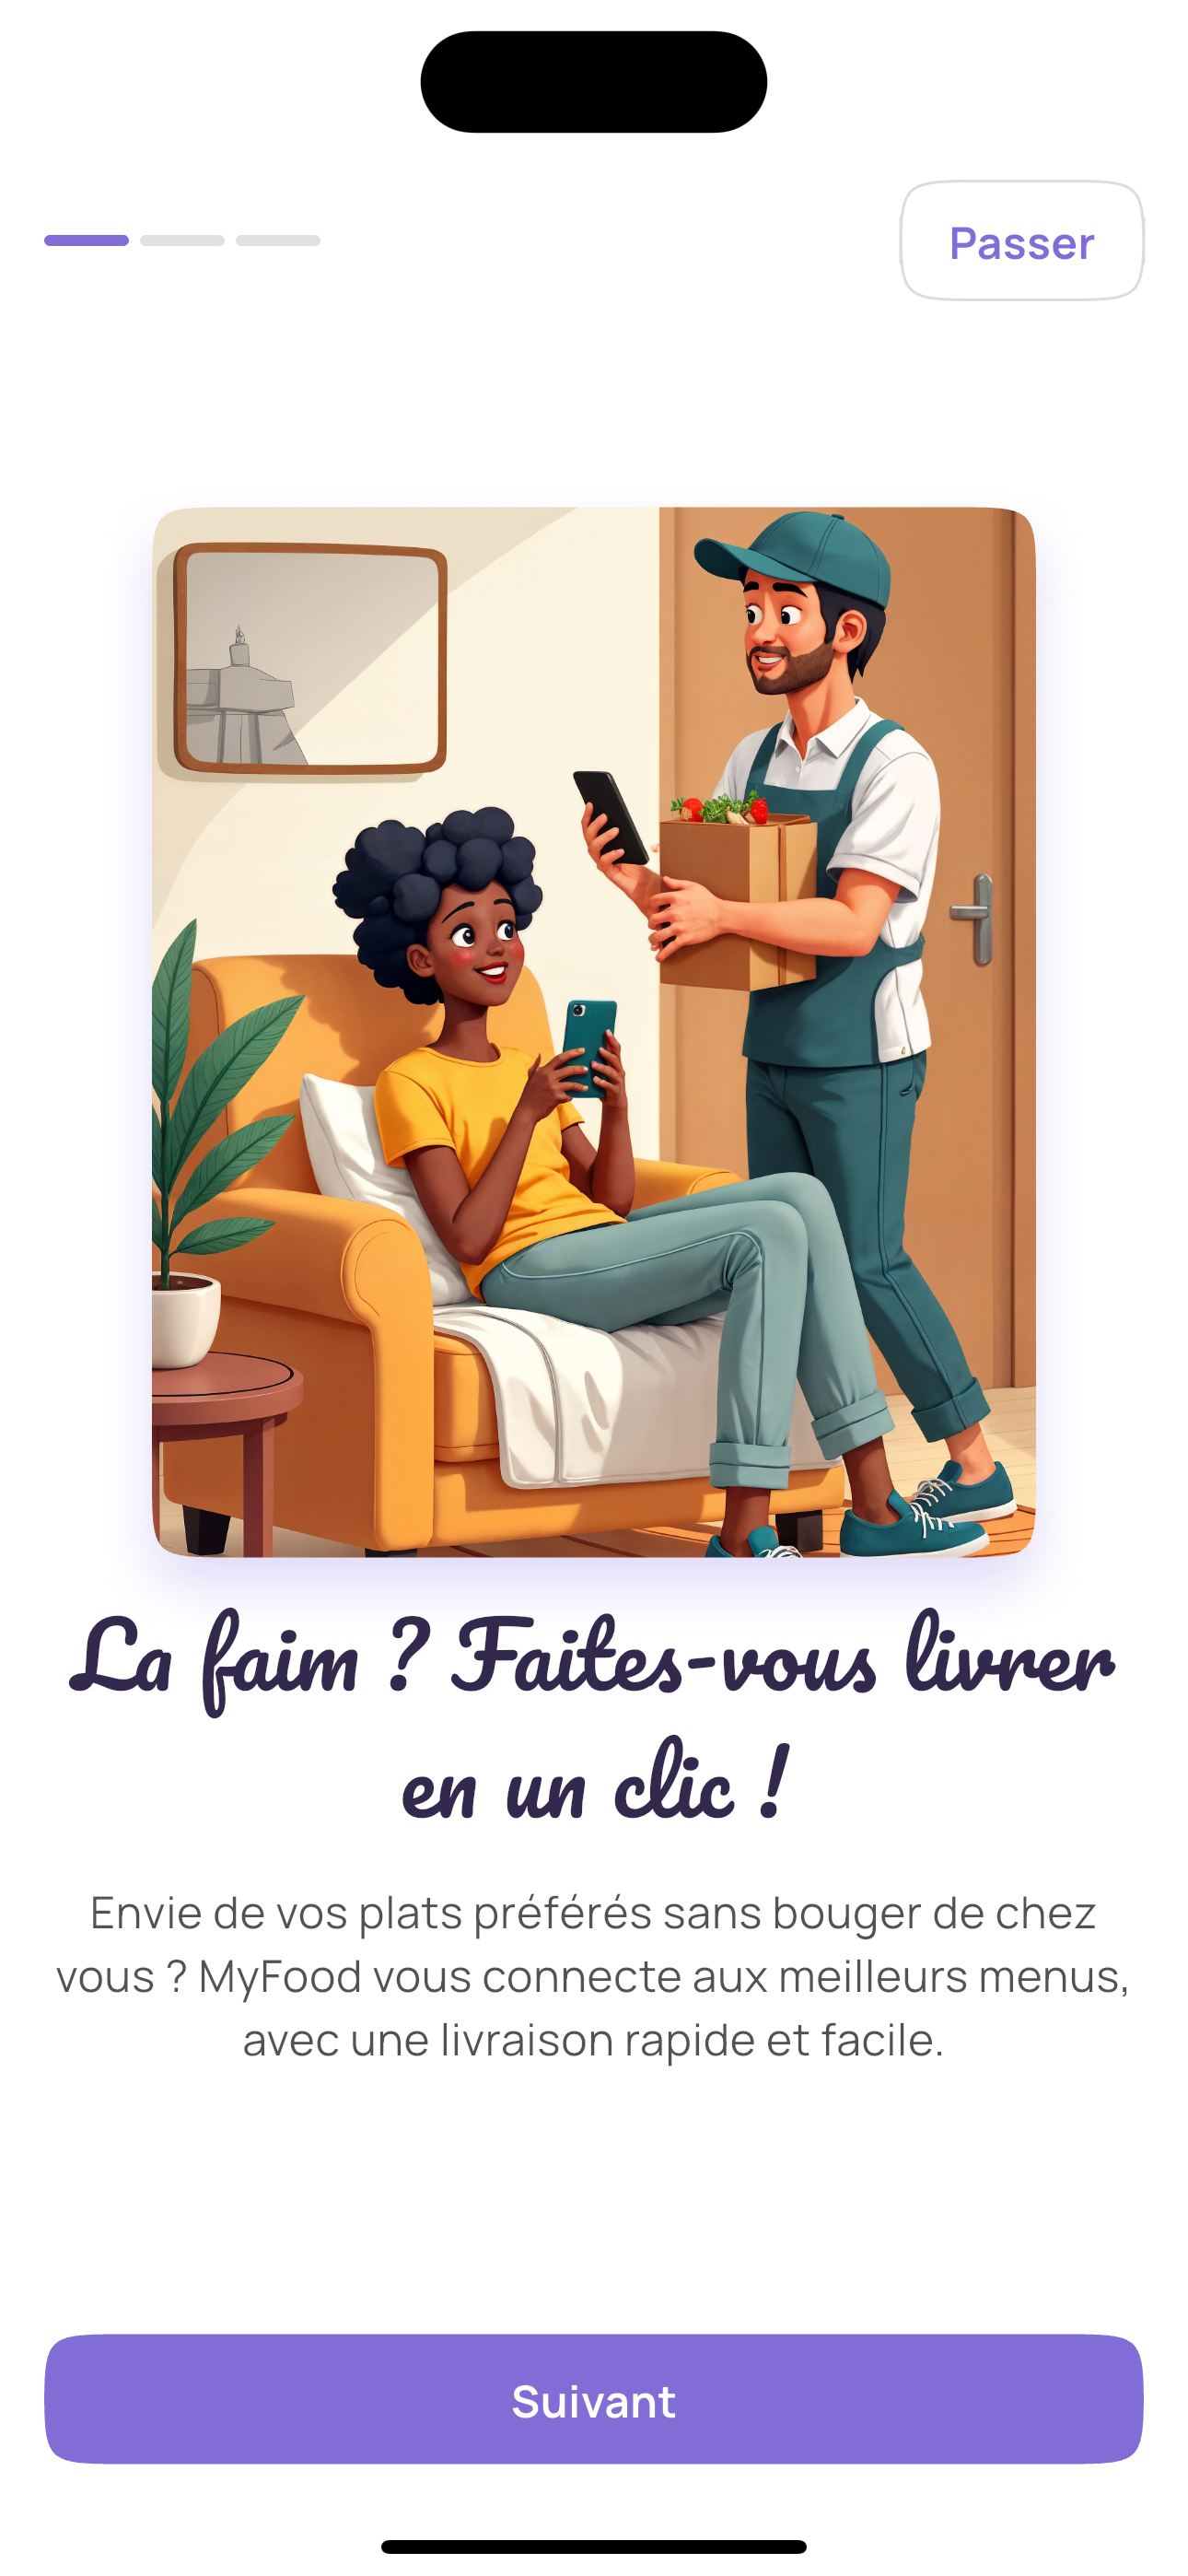 Passer
La faim ? Faites-vous livrer
en un clic !
Envie de vos plats préférés sans bouger de chez
vous ? MyFood vous connecte aux meilleurs menus,
avec une livraison rapide et facile.
Suivant